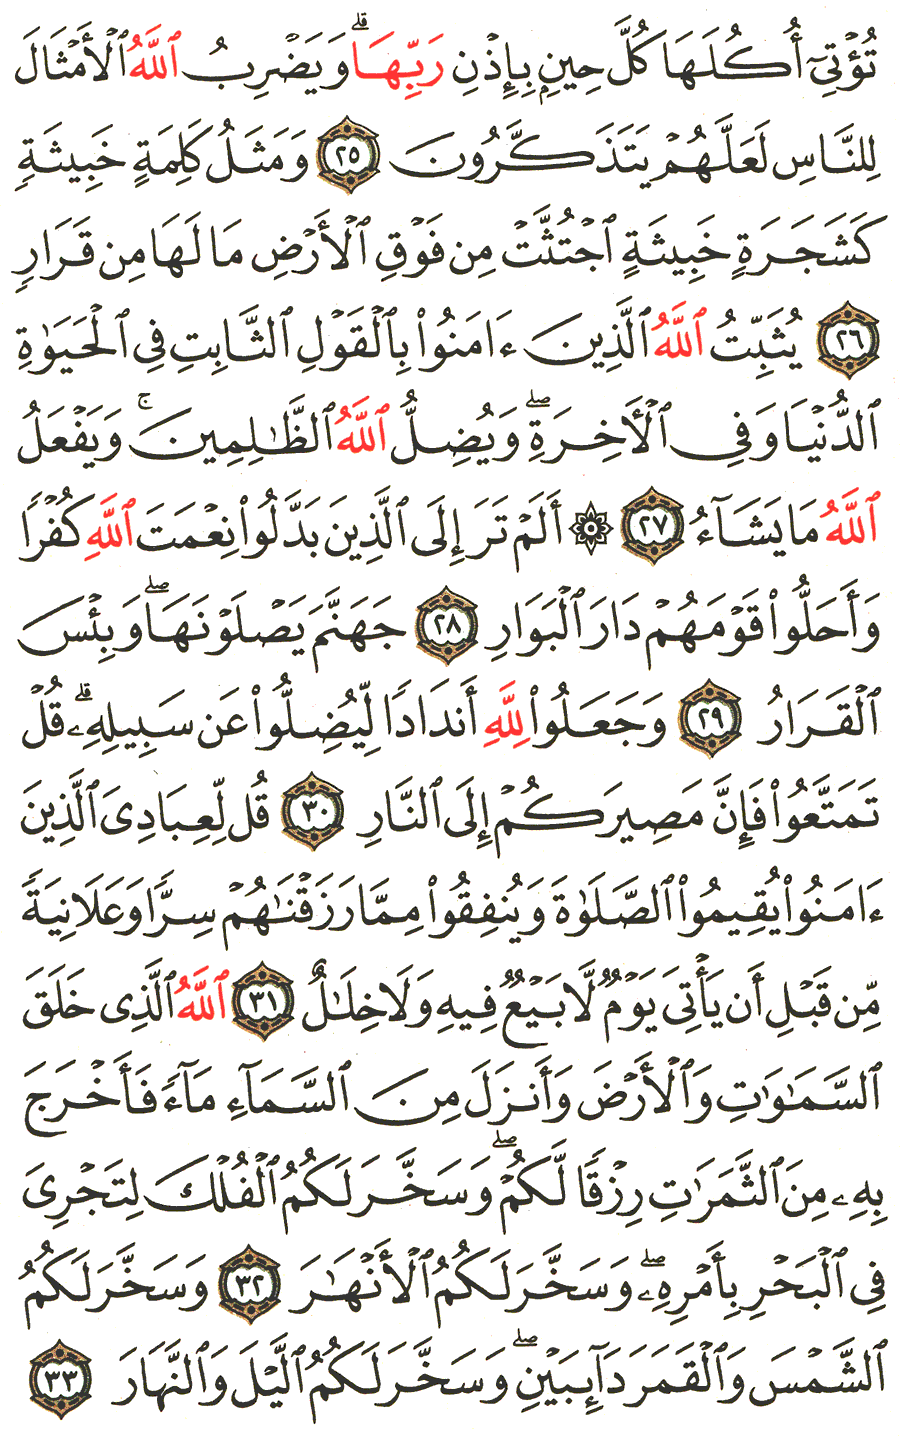 تُؤْتِىٓ أُكُلَهَا كُلَّ حِينٍۭ بِإِذْنِ رَبِّهَا ۗ وَيَضْرِبُ ٱللَّهُ ٱلْأَمْثَالَ
لِلنَّاسِ لَعَلَّهُمْ يَتَذَكَّرُونَ ٢٥ وَمَثَلُ كَلِمَةٍ خَبِيثَةٍ
كَشَجَرَةٍ خَبِيثَةٍ ٱجْتُثَّتْ مِن فَوْقِ ٱلْأَرْضِ مَا لَهَا مِن قَرَارٍ
٢٦ يُثَبِّتُ ٱللَّهُ ٱلَّذِينَ ءَامَنُوا۟ بِٱلْقَوْلِ ٱلثَّابِتِ فِى ٱلْحَيَوٰةِ
ٱلدُّنْيَا وَفِى ٱلْـَٔاخِرَةِ ۖ وَيُضِلُّ ٱللَّهُ ٱلظَّـٰلِمِينَ ۚ وَيَفْعَلُ
ٱللَّهُ مَا يَشَآءُ ٢٧ ۞ أَلَمْ تَرَ إِلَى ٱلَّذِينَ بَدَّلُوا۟ نِعْمَتَ ٱللَّهِ كُفْرًا
وَأَحَلُّوا۟ قَوْمَهُمْ دَارَ ٱلْبَوَارِ ٢٨ جَهَنَّمَ يَصْلَوْنَهَا ۖ وَبِئْسَ
ٱلْقَرَارُ ٢٩ وَجَعَلُوا۟ لِلَّهِ أَندَادًا لِّيُضِلُّوا۟ عَن سَبِيلِهِۦ ۗ قُلْ
تَمَتَّعُوا۟ فَإِنَّ مَصِيرَكُمْ إِلَى ٱلنَّارِ ٣٠ قُل لِّعِبَادِىَ ٱلَّذِينَ
ءَامَنُوا۟ يُقِيمُوا۟ ٱلصَّلَوٰةَ وَيُنفِقُوا۟ مِمَّا رَزَقْنَـٰهُمْ سِرًّا وَعَلَانِيَةً
مِّن قَبْلِ أَن يَأْتِىَ يَوْمٌ لَّا بَيْعٌ فِيهِ وَلَا خِلَـٰلٌ ٣١ ٱللَّهُ ٱلَّذِى خَلَقَ
ٱلسَّمَـٰوَٰتِ وَٱلْأَرْضَ وَأَنزَلَ مِنَ ٱلسَّمَآءِ مَآءً فَأَخْرَجَ
بِهِۦ مِنَ ٱلثَّمَرَٰتِ رِزْقًا لَّكُمْ ۖ وَسَخَّرَ لَكُمُ ٱلْفُلْكَ لِتَجْرِىَ
فِى ٱلْبَحْرِ بِأَمْرِهِۦ ۖ وَسَخَّرَ لَكُمُ ٱلْأَنْهَـٰرَ ٣٢ وَسَخَّرَ لَكُمُ
ٱلشَّمْسَ وَٱلْقَمَرَ دَآئِبَيْنِ ۖ وَسَخَّرَ لَكُمُ ٱلَّيْلَ وَٱلنَّهَارَ ٣٣